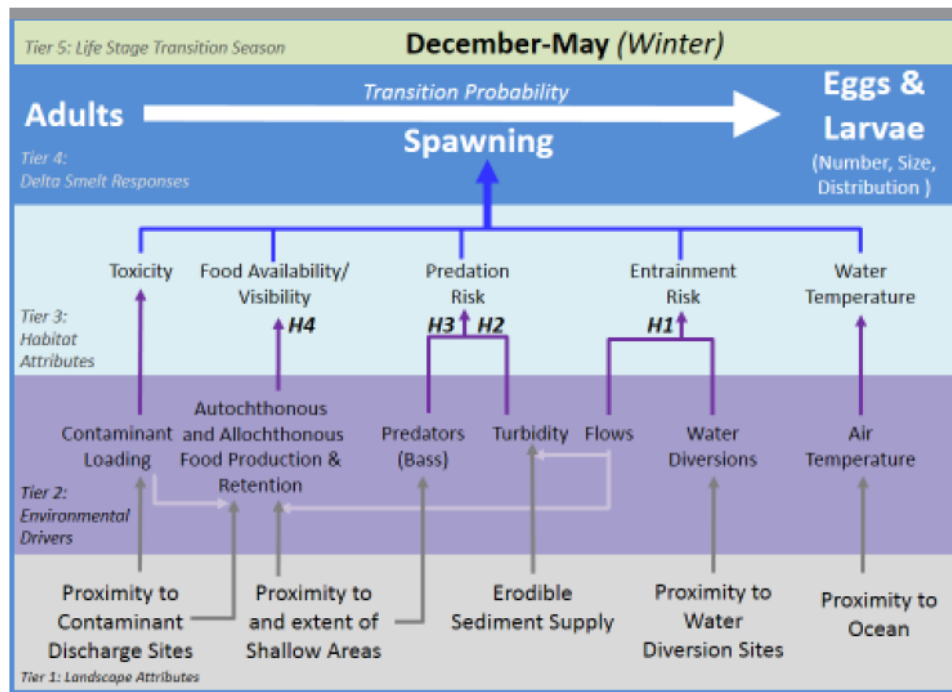 Tier 5: Life Stage Transition Season
December-May (Winter)
Transition Probability
Adults
Spawning
Eggs &
Larvae
(Number, Size,
Distribution )
Tier 4:
Delta Smelt Responses
Toxicity
Food Availability/
Visibility
Predation
Risk
Entrainment
Risk
Water
Temperature
H4
H3
H2
H1
Tier 3:
Habitat
Attributes
Contaminant
Loading
Autochthonous
and Allochthonous
Food Production &
Retention
Predators
(Bass)
Turbidity
Flows
Water
Diversions
Air
Temperature
Tier 2:
Environmental
Drivers
Proximity to
Contaminant
Discharge Sites
Proximity to
and extent of
Shallow Areas
Erodible
Sediment Supply
Proximity to
Water
Diversion Sites
Proximity to
Ocean
Tier 1: Landscape Attributes